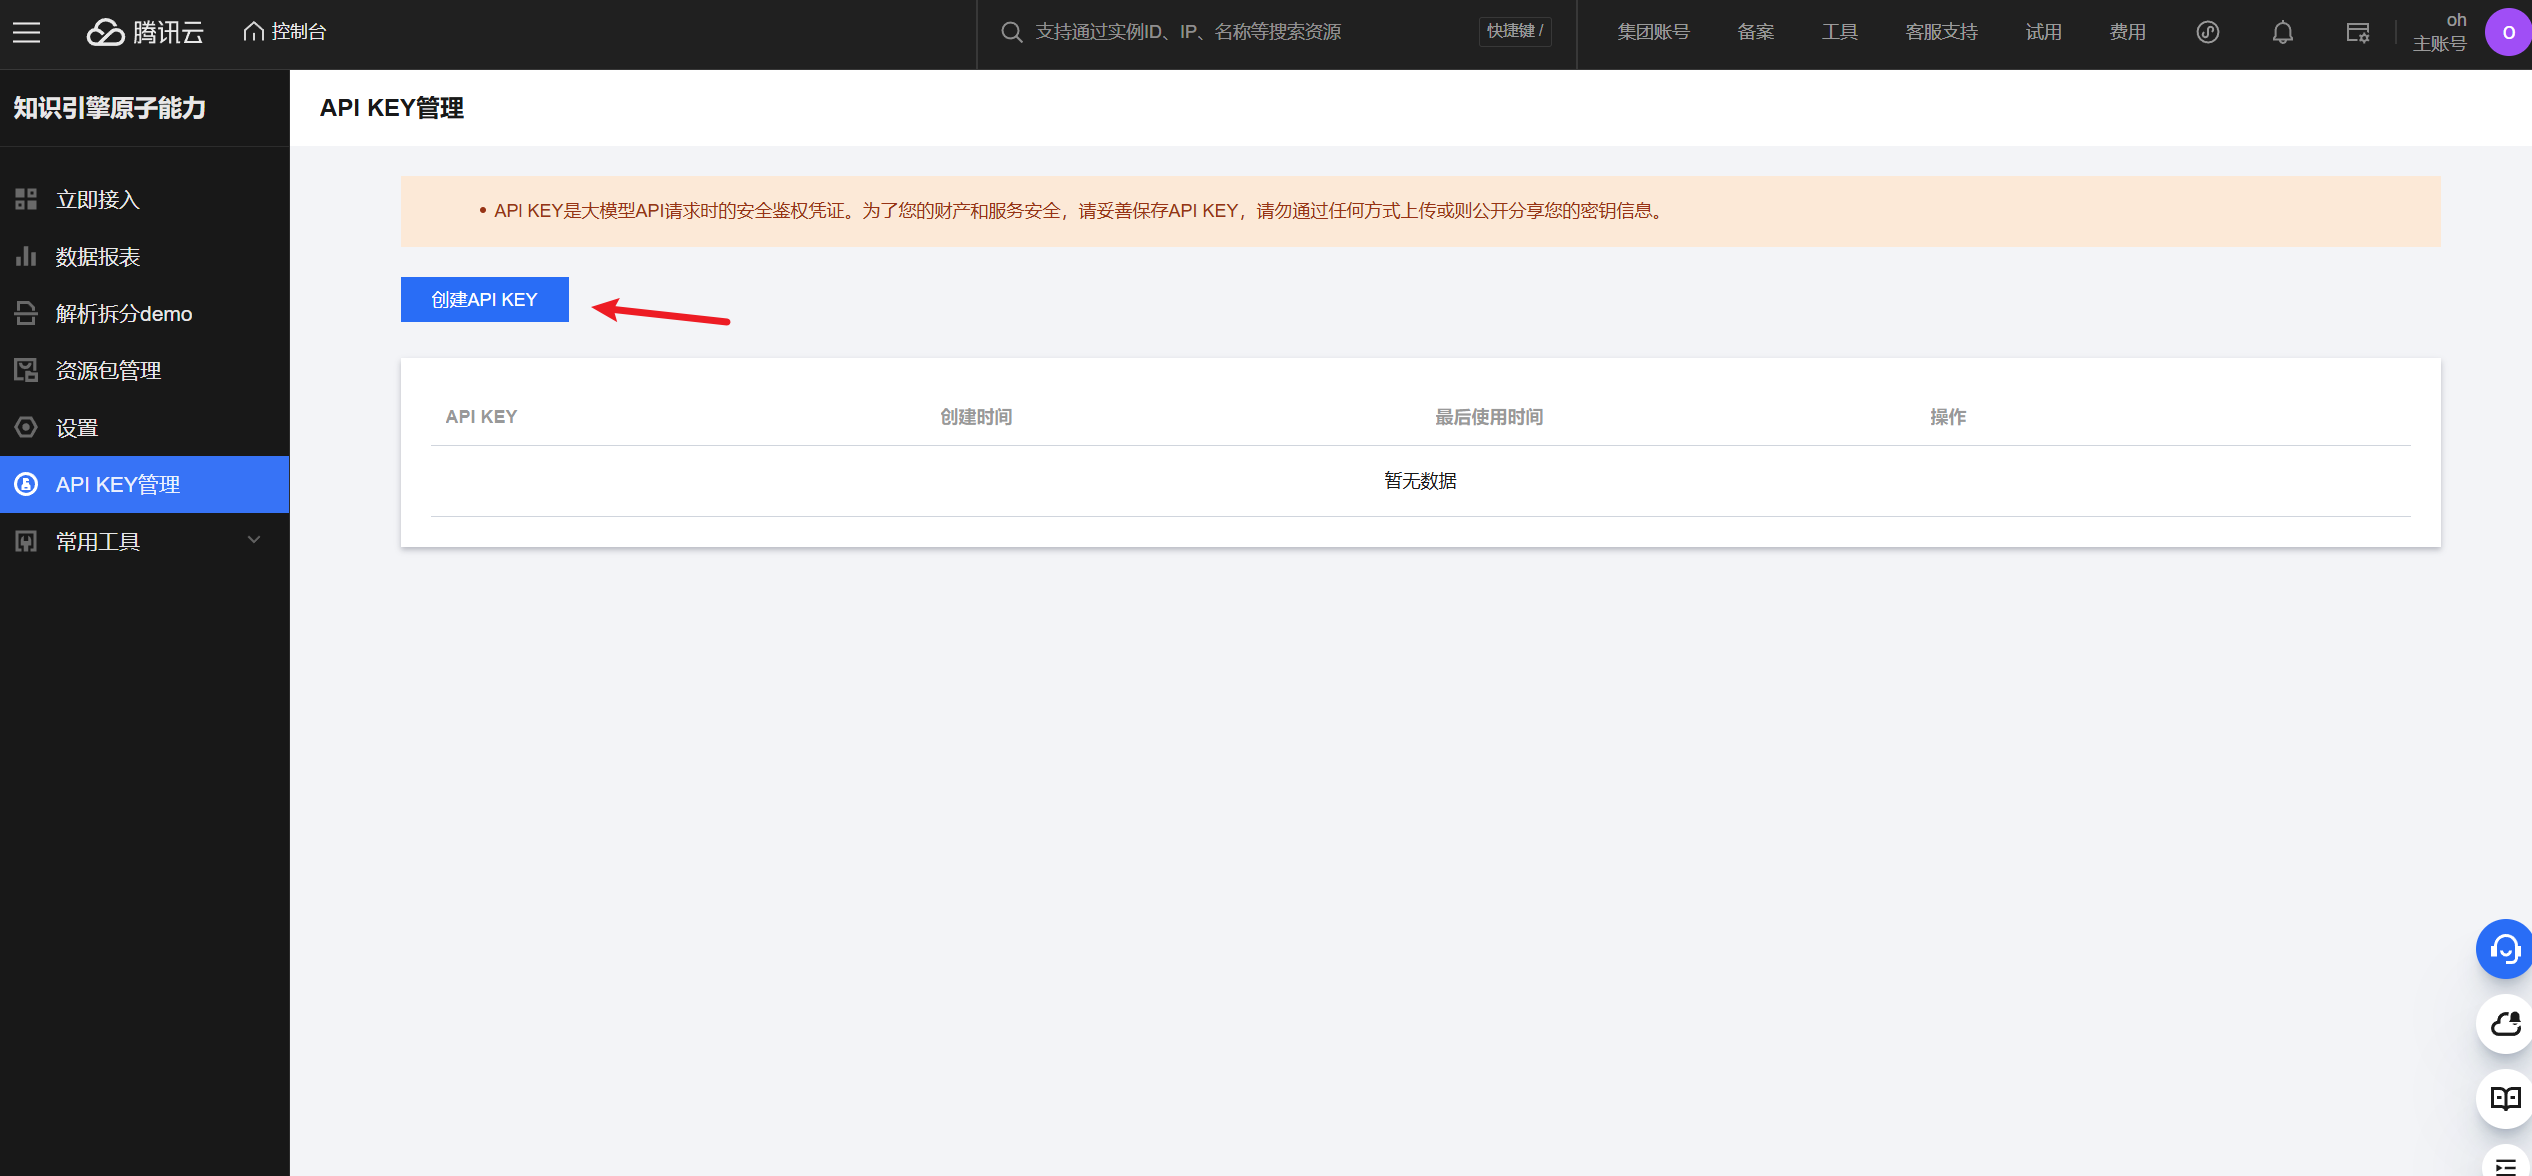 腾讯云
控制台
支持通过实例ID、IP、名称等搜索资源
快捷键 /
集团账号
备案
工具
客服支持
试用
费用
oh
主账号
O
知识引擎原子能力
立即接入
数据报表
解析拆分demo
资源包管理
设置
API KEY管理
常用工具
API KEY管理
• API KEY是大模型API请求时的安全鉴权凭证。为了您的财产和服务安全，请妥善保存API KEY，请勿通过任何方式上传或则公开分享您的密钥信息。
创建API KEY
API KEY 创建时间 最后使用时间 操作
暂无数据